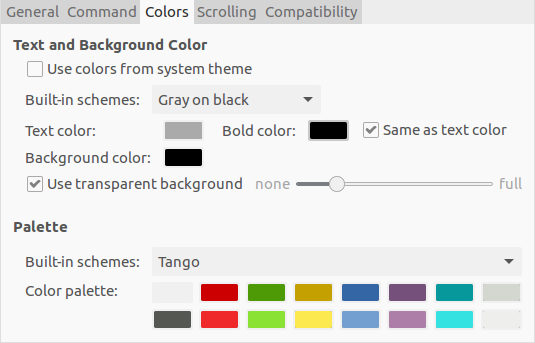 General Command Colors Scrolling Compatibility
Text and Background Color
Use colors from system theme
Built-in schemes: Gray on black
Text color: Bold color: Same as text color
Background color:
Use transparent background none full
Palette
Built-in schemes: Tango
Color palette: